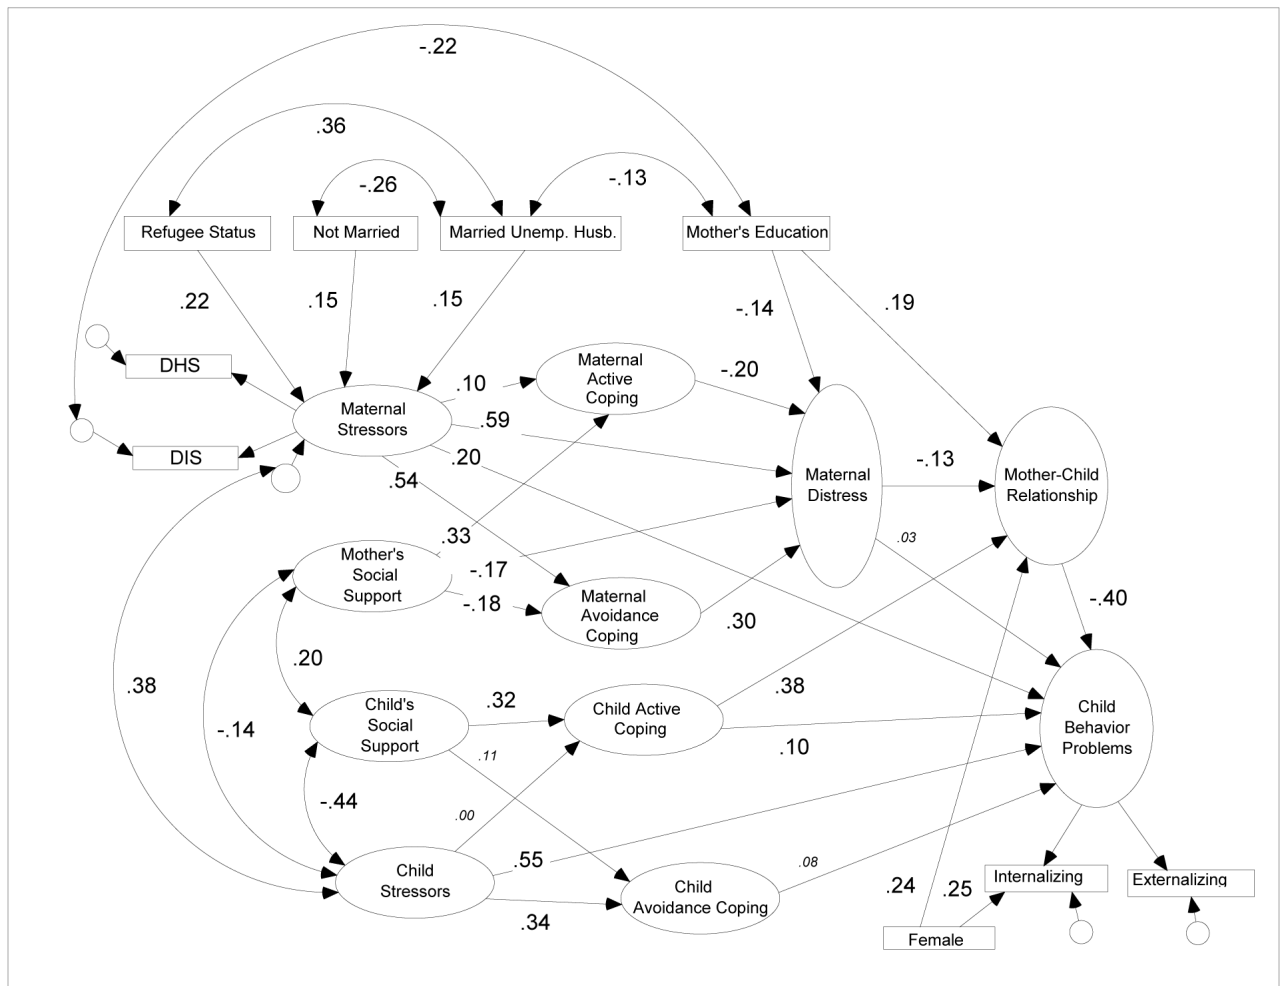 -.22
.36
-.26
-.13
Refugee Status
Not Married
Married Unemp. Husb.
Mother's Education
.22
.15
.15
-.14
.19
DHS
Maternal
Active
Coping
-.20
.10
Maternal
Stressors
.59
DIS
.20
.54
Maternal
Distress
-.13
Mother-Child
Relationship
.33
.03
Mother's
Social
Support
-.17
-.18
Maternal
Avoidance
Coping
.30
-.40
.20
.38
.38
Child's
Social
Support
.32
Child Active
Coping
Child
Behavior
Problems
-.14
.11
.10
-.44
.00
Child
Stressors
.55
.08
.34
Child
Avoidance Coping
.24
.25
Internalizing
Externalizing
Female